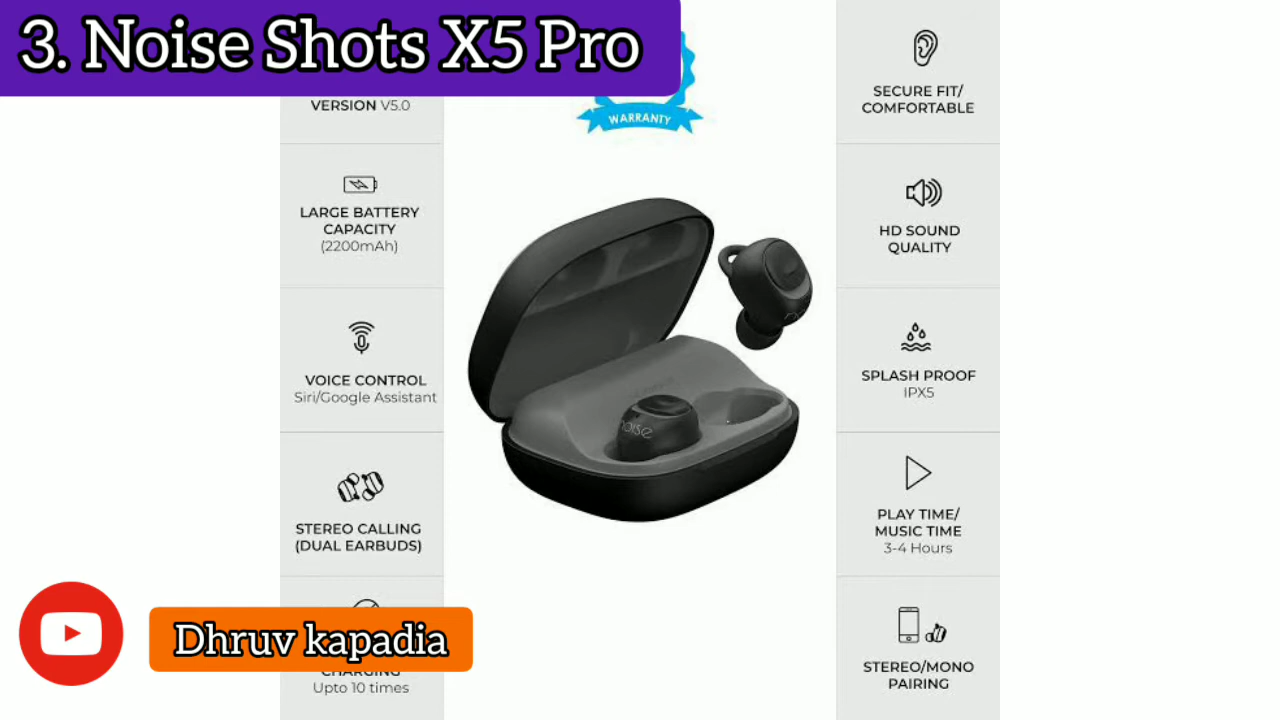 3. Noise Shots X5 Pro
VERSION V5.0
LARGE BATTERY
CAPACITY
(2200mAh)
VOICE CONTROL
Siri/Google Assistant
STEREO CALLING
(DUAL EARBUDS)
CHARGING
Upto 10 times
WARRANTY
noise
SECURE FIT/
COMFORTABLE
HD SOUND
QUALITY
SPLASH PROOF
IPX5
PLAY TIME/
MUSIC TIME
3-4 Hours
STEREO/MONO
PAIRING
Dhruv kapadia